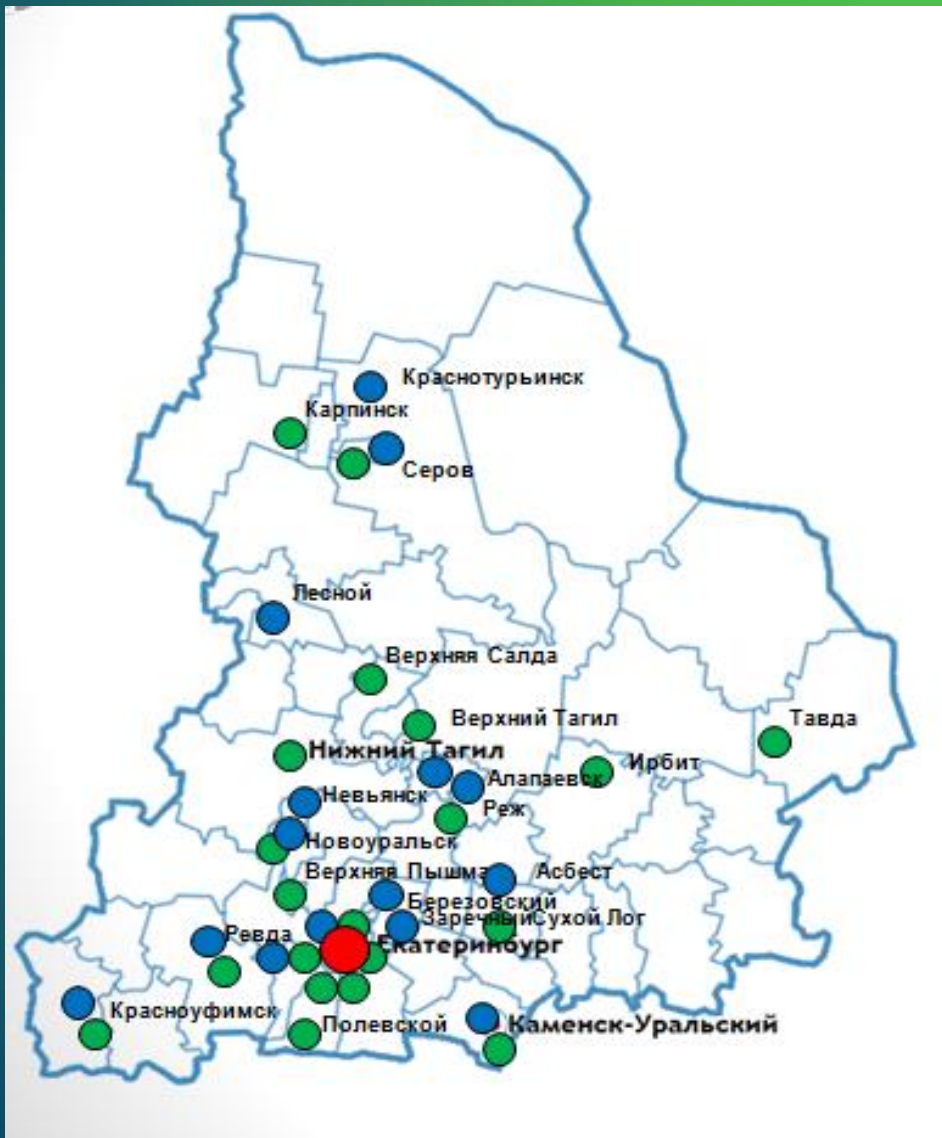 Краснотурьинск
Карпинск
Серов
Лесной
Верхняя Салда
Верхний Тагил
Тавда
Нижний Тагил
Ирбит
Алапаевск
Невьянск
Реж
Новоуральск
Верхняя Пышма
Асбест
Березовский
Заречный
Сухой Лог
Ревда
Екатеринбург
Красноуфимск
Полевской
Каменск-Уральский